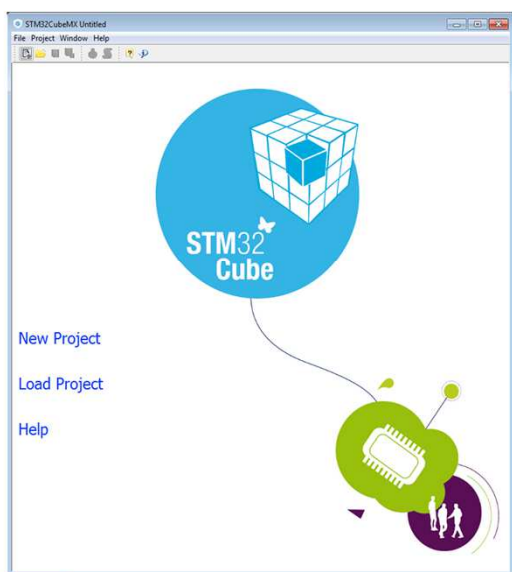 STM32CubeMX Untitled
File Project Window Help
STM32
Cube
New Project
Load Project
Help